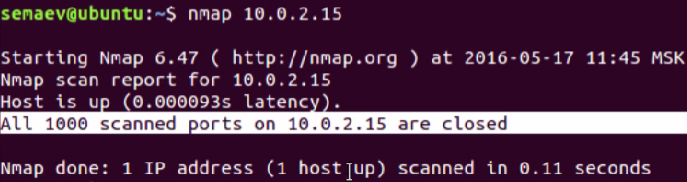 semaev@ubuntu:~$ nmap 10.0.2.15
Starting Nmap 6.47 ( http://nmap.org ) at 2016-05-17 11:45 MSK
Nmap scan report for 10.0.2.15
Host is up (0.000093s latency).
All 1000 scanned ports on 10.0.2.15 are closed
Nmap done: 1 IP address (1 host up) scanned in 0.11 seconds